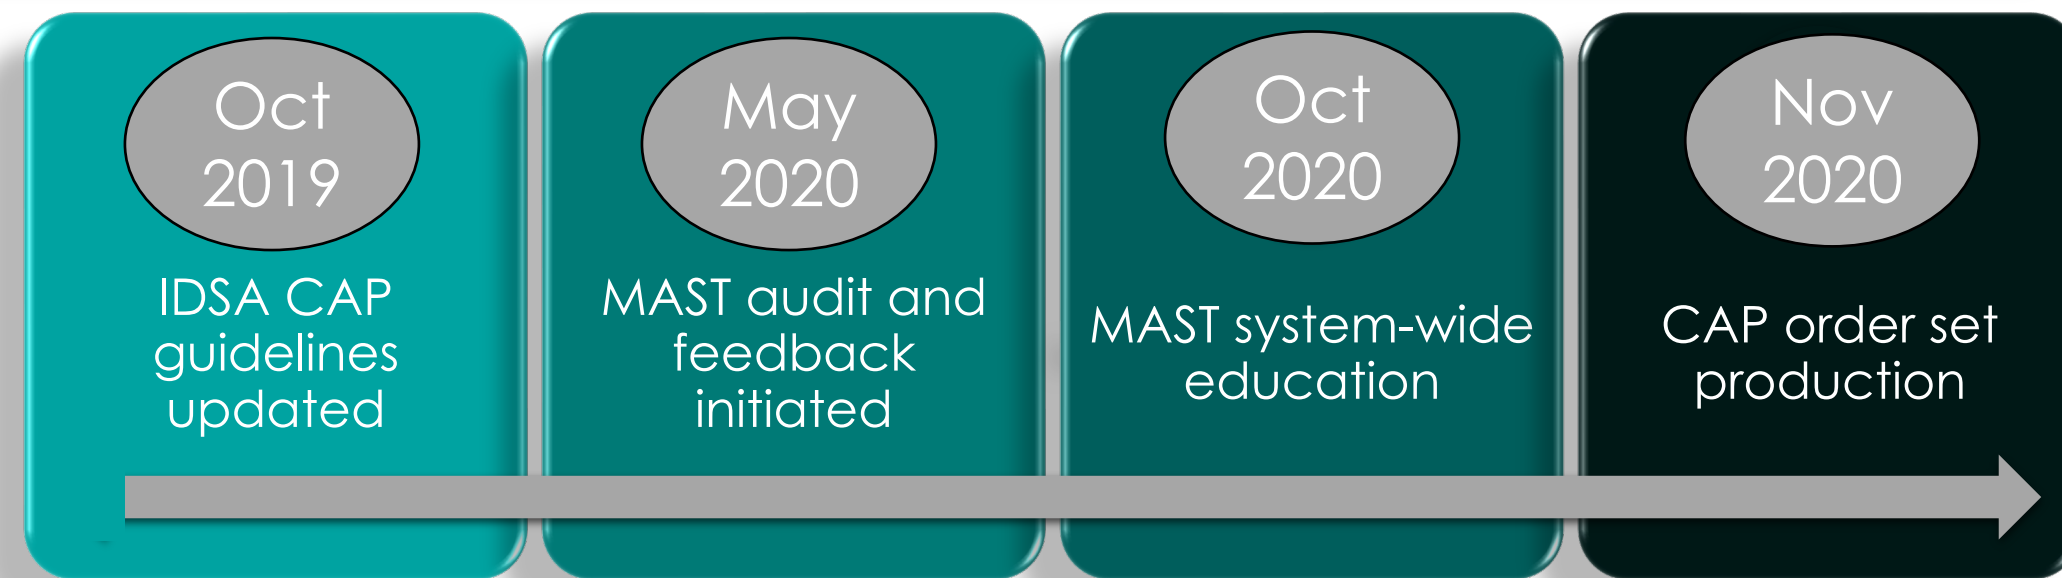 Oct
2019
IDSA CAP
guidelines
updated
May
2020
MAST audit and
feedback
initiated
Oct
2020
MAST system-wide
education
Nov
2020
CAP order set
production